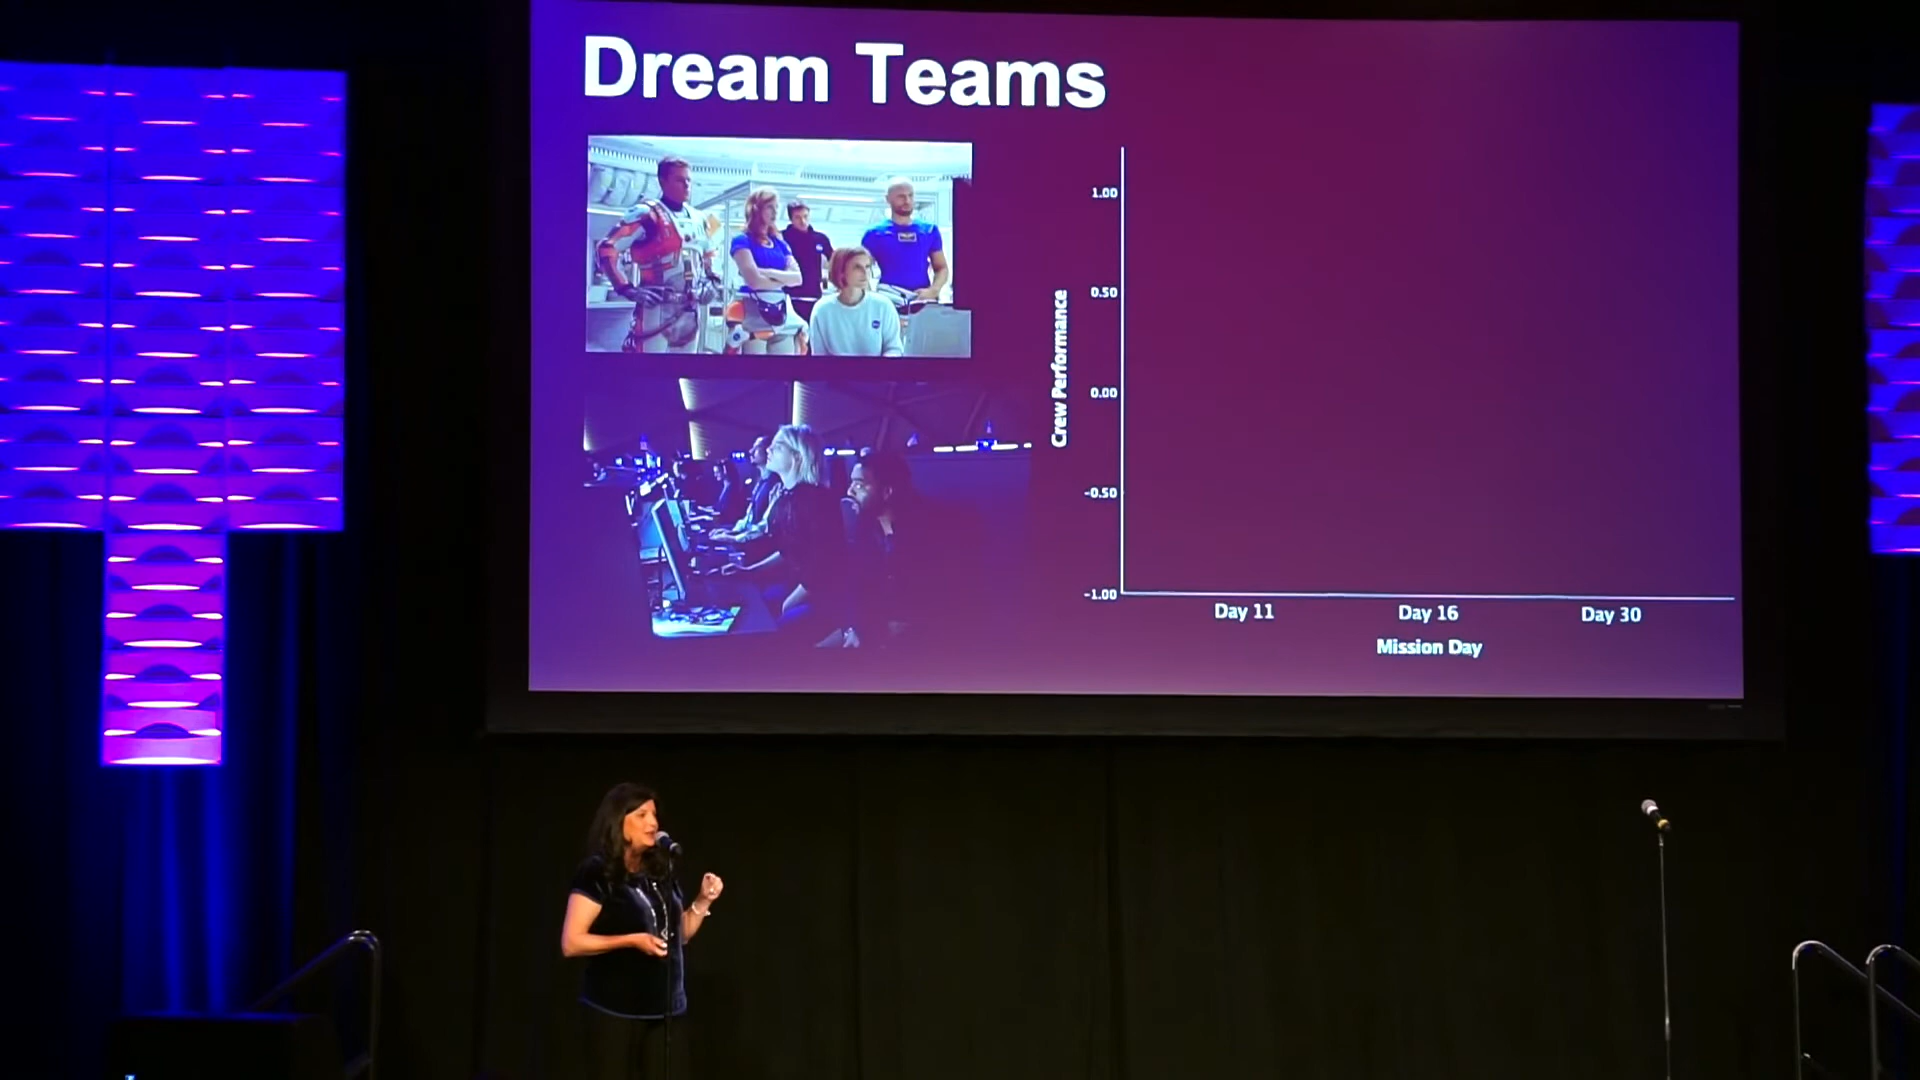 Dream Teams
Crew Performance
1.00
0.50
0.00
-0.50
-1.00
Day 11
Day 16
Day 30
Mission Day